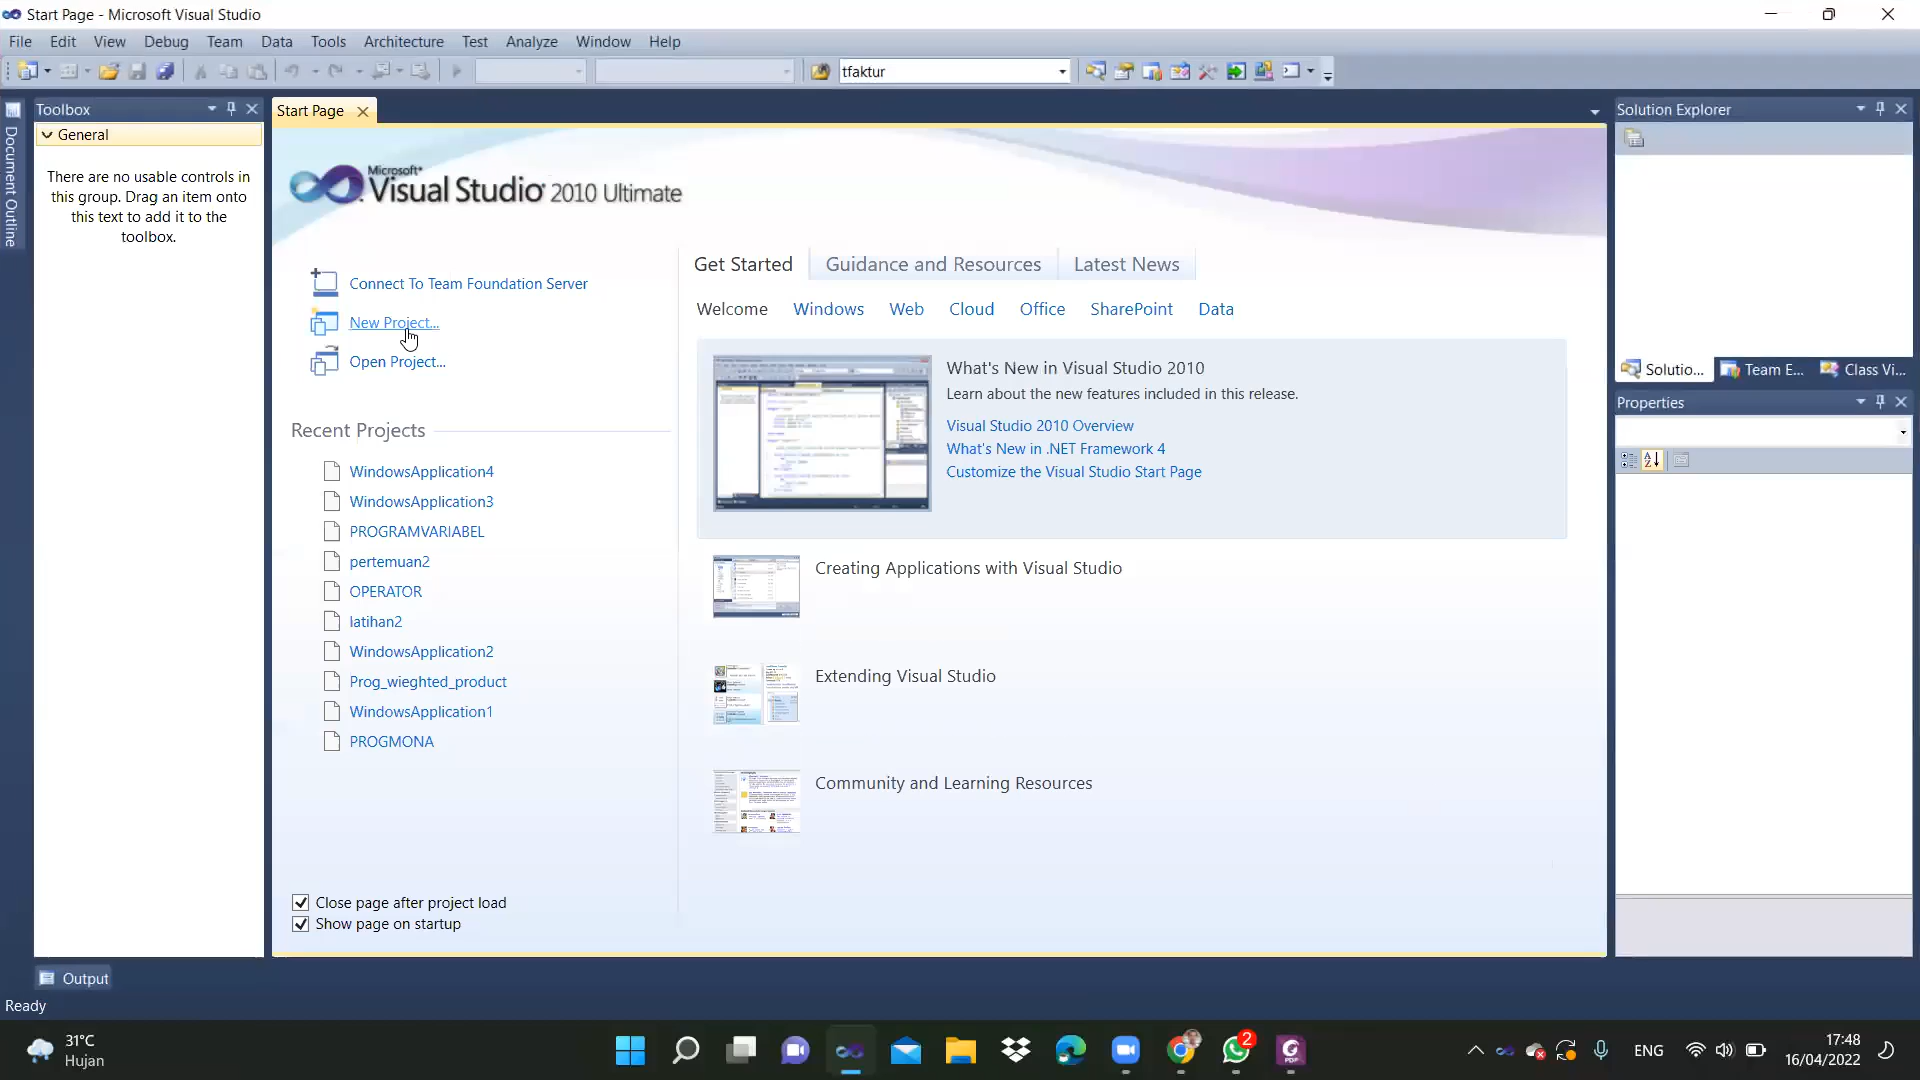 Start Page - Microsoft Visual Studio
File Edit View Debug Team Data Tools Architecture Test Analyze Window Help
tfaktur
Document Outline
Toolbox
General
There are no usable controls in
this group. Drag an item onto
this text to add it to the
toolbox.
Start Page
Microsoft®
Visual Studio® 2010 Ultimate
Connect To Team Foundation Server
New Project...
Open Project...
Recent Projects
WindowsApplication4
WindowsApplication3
PROGRAMVARIABEL
pertemuan2
OPERATOR
latihan2
WindowsApplication2
Prog_wieghted_product
WindowsApplication1
PROGMONA
Close page after project load
Show page on startup
Get Started Guidance and Resources Latest News
Welcome Windows Web Cloud Office SharePoint Data
What's New in Visual Studio 2010
Learn about the new features included in this release.
Visual Studio 2010 Overview
What's New in .NET Framework 4
Customize the Visual Studio Start Page
Creating Applications with Visual Studio
Extending Visual Studio
Community and Learning Resources
Solution Explorer
Solutio... Team E... Class Vi...
Properties
Output
Ready
31°C
Hujan
2
PDF
ENG
17:48
16/04/2022